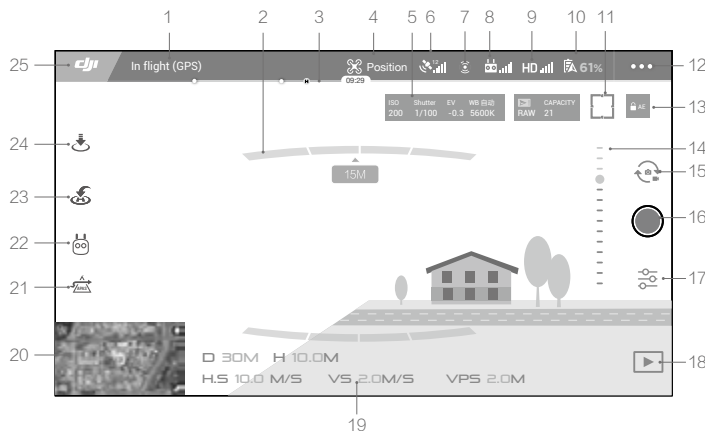 1 2 3 4 5 6 7 8 9 10 11
25 dji In flight (GPS) Position 12 HD 61% 12
H 09:29
ISO Shutter EV WB 自动 CAPACITY AE 13
200 1/100 -0.3 5600K RAW 21
24 14
15M 15
23
16
22
21 APAS 17
20 D 30M H 10.0M 18
H.S 10.0 M/S VS 2.0M/S VPS 2.0M
19